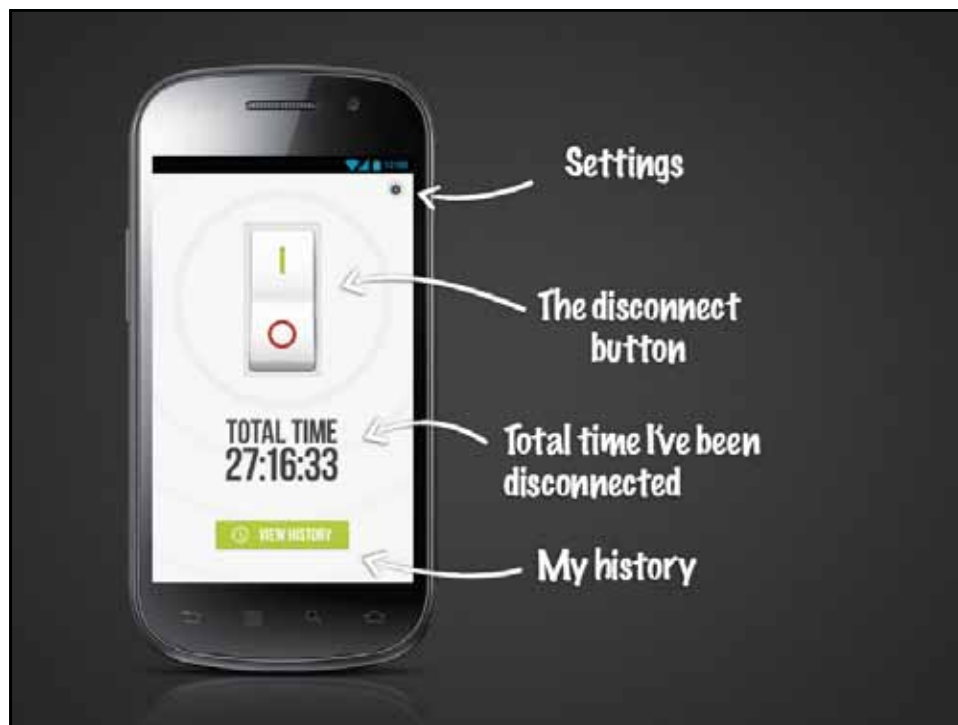 Settings
The disconnect
button
TOTAL TIME
27:16:33
Total time I've been
disconnected
VIEW HISTORY
My history